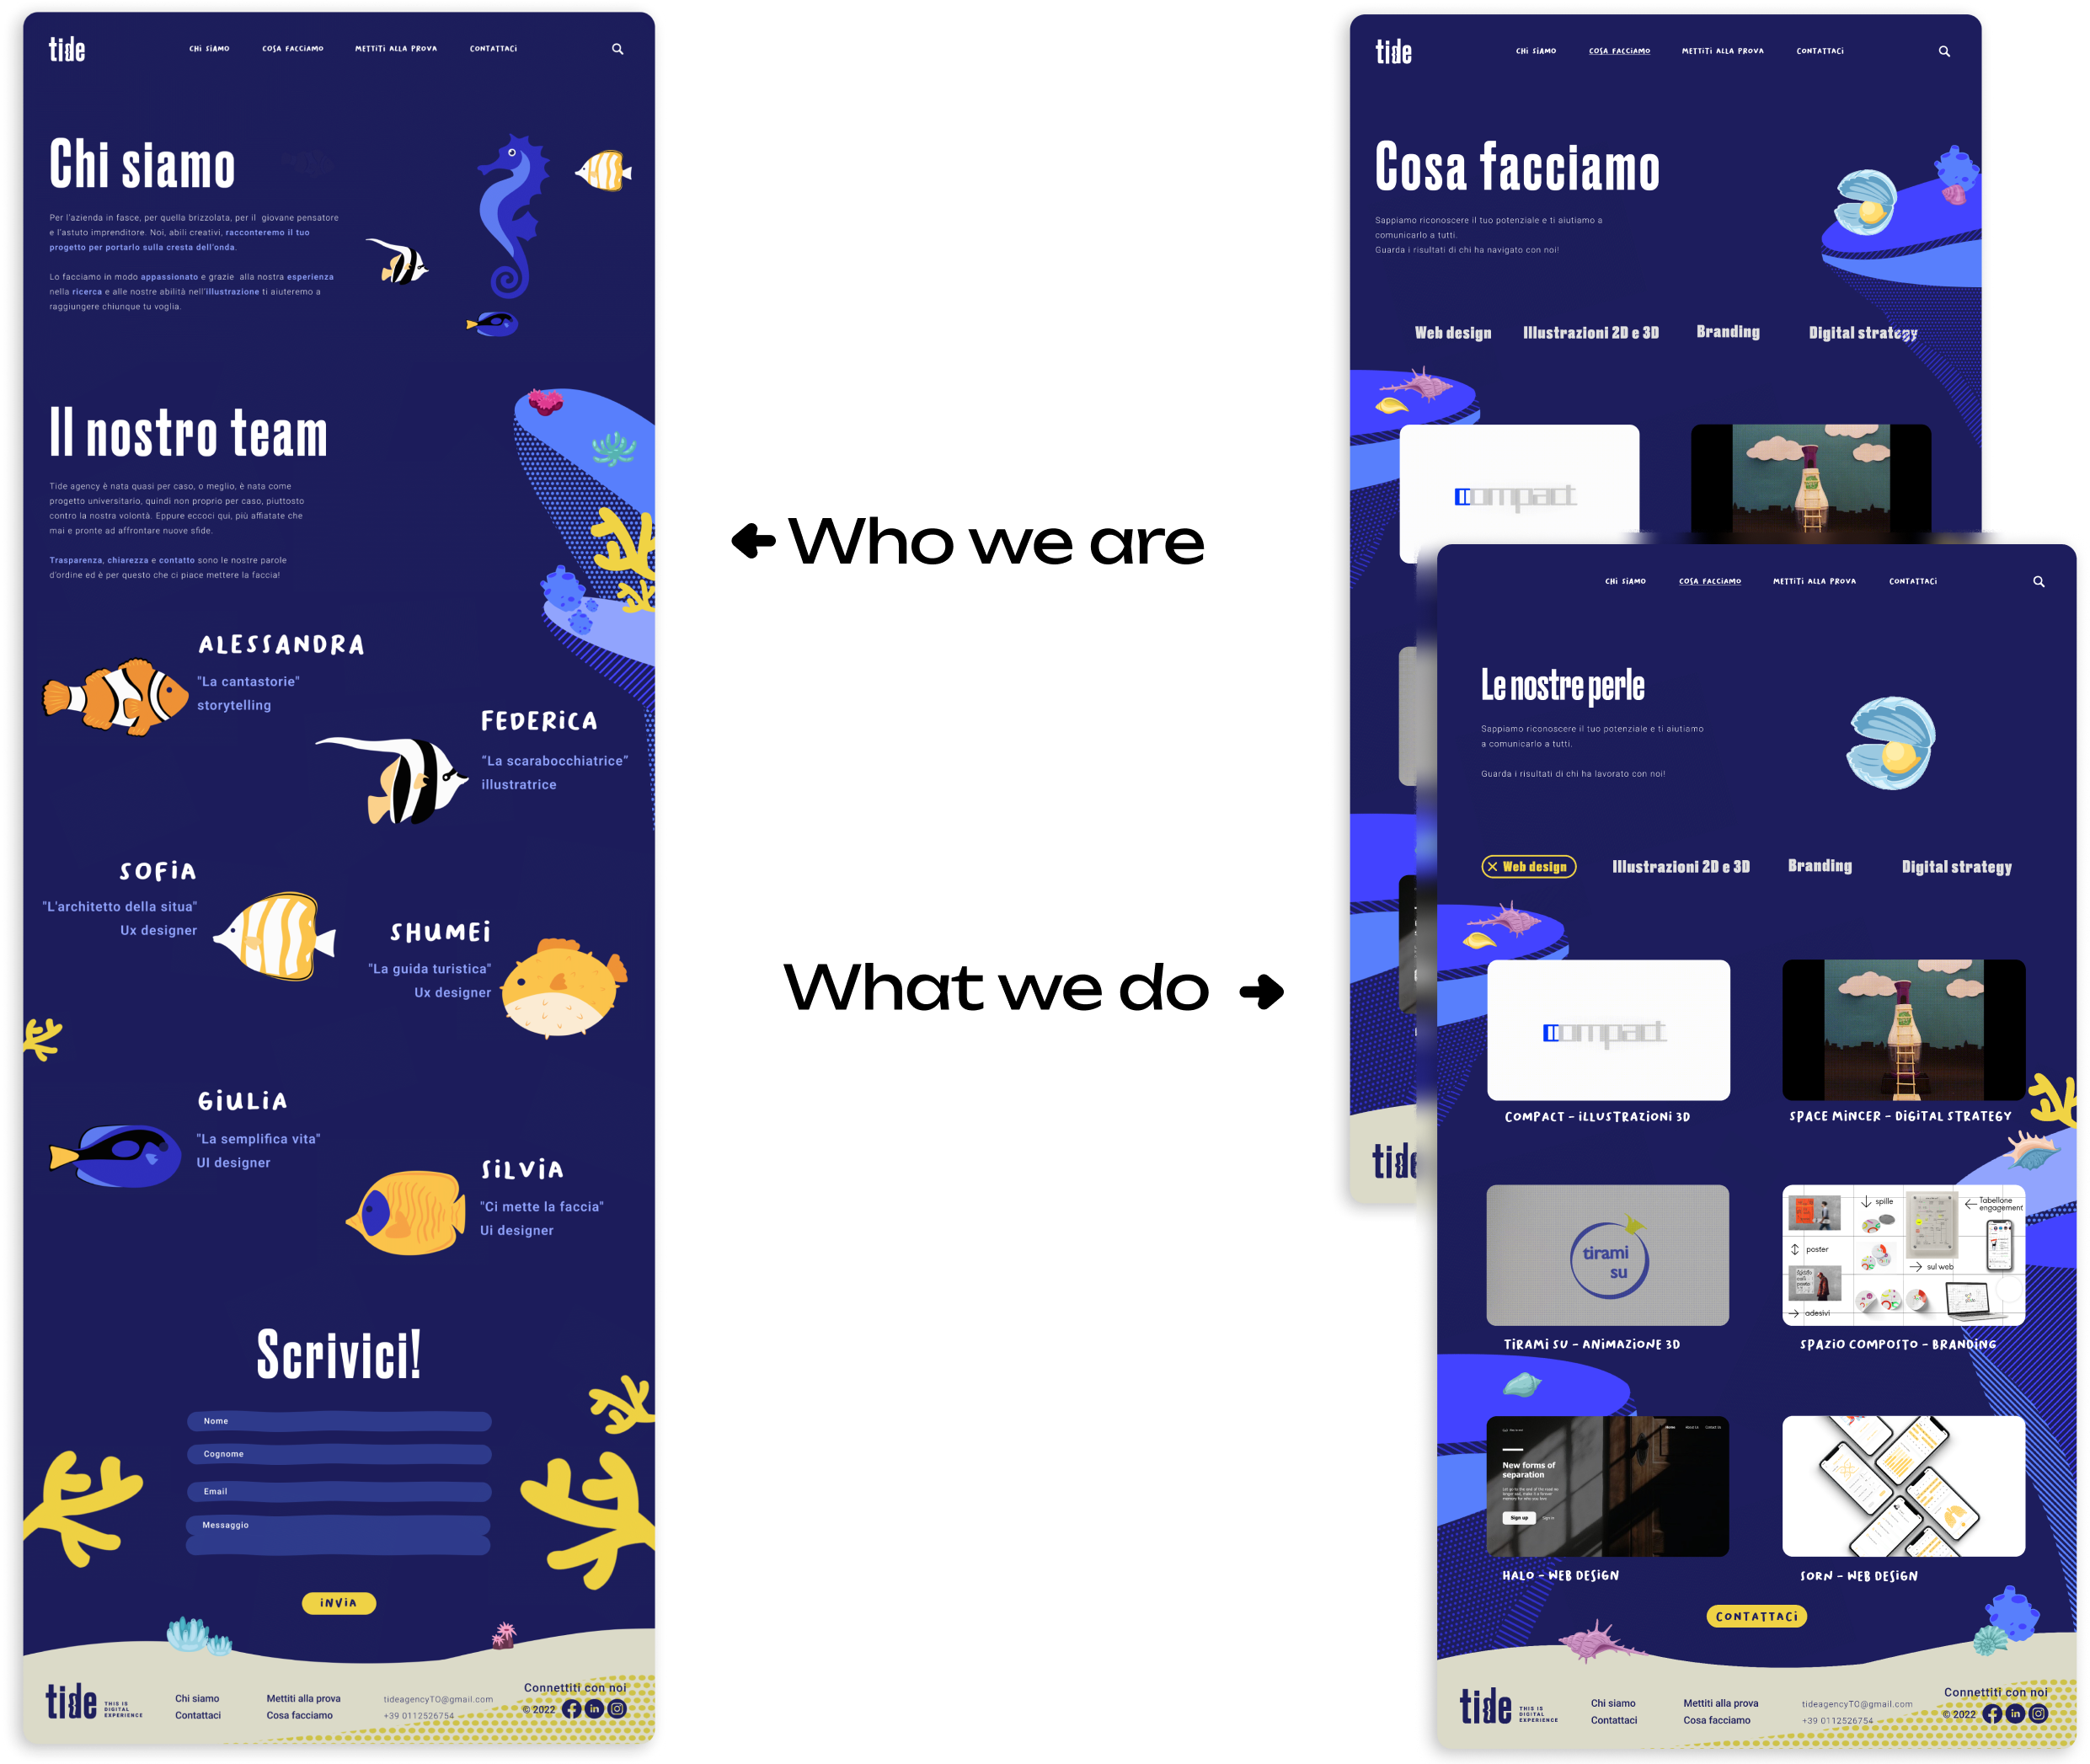 tide
CHI SIAMO COSA FACCIAMO METTITI ALLA PROVA CONTATTACI
Chi siamo
Per l'azienda in fasce, per quella brizzolata, per il giovane pensatore
e l'astuto imprenditore. Noi, abili creativi, racconteremo il tuo
progetto per portarlo sulla cresta dell'onda.
Lo facciamo in modo appassionato e grazie alla nostra esperienza
nella ricerca e alle nostre abilità nell'illustrazione ti aiuteremo a
raggiungere chiunque tu voglia.
Il nostro team
Tide agency è nata quasi per caso, o meglio, è nata come
progetto universitario, quindi non proprio per caso, piuttosto
contro la nostra volontà. Eppure eccoci qui, più affiatate che
mai e pronte ad affrontare nuove sfide.
Trasparenza, chiarezza e contatto sono le nostre parole
d'ordine ed è per questo che ci piace mettere la faccia!
ALESSANDRA
"La cantastorie"
storytelling
FEDERICA
“La scarabocchiatrice”
illustratrice
SOFIA
"L'architetto della situa"
Ux designer
SHUMEI
"La guida turistica"
Ux designer
GIULIA
"La semplifica vita"
UI designer
SILVIA
"Ci mette la faccia"
Ui designer
Scrivici!
Nome
Cognome
Email
Messaggio
INVIA
tide THIS IS DIGITAL EXPERIENCE
Chi siamo Mettiti alla prova tideagencyTO@gmail.com
Contattaci Cosa facciamo +39 0112526754
Connettiti con noi
© 2022
Who we are
What we do
tide
CHI SIAMO COSA FACCIAMO METTITI ALLA PROVA CONTATTACI
Cosa facciamo
Sappiamo riconoscere il tuo potenziale e ti aiutiamo a
comunicarlo a tutti.
Guarda i risultati di chi ha navigato con noi!
Web design Illustrazioni 2D e 3D Branding Digital strategy
compact
tide
CHI SIAMO COSA FACCIAMO METTITI ALLA PROVA CONTATTACI
Le nostre perle
Sappiamo riconoscere il tuo potenziale e ti aiutiamo
a comunicarlo a tutti.
Guarda i risultati di chi ha lavorato con noi!
Web design Illustrazioni 2D e 3D Branding Digital strategy
compact
COMPACT - ILLUSTRAZIONI 3D
SPACE MINCER - DIGITAL STRATEGY
tirami
su
TIRAMI SU - ANIMAZIONE 3D
spille
Tabellone
engagement
poster
sul web
adesivi
SPAZIO COMPOSTO - BRANDING
New forms of
separation
Sign up Sign in
HALO - WEB DESIGN
SORN - WEB DESIGN
CONTATTACI
tide THIS IS DIGITAL EXPERIENCE
Chi siamo Mettiti alla prova tideagencyTO@gmail.com
Contattaci Cosa facciamo +39 0112526754
Connettiti con noi
© 2022